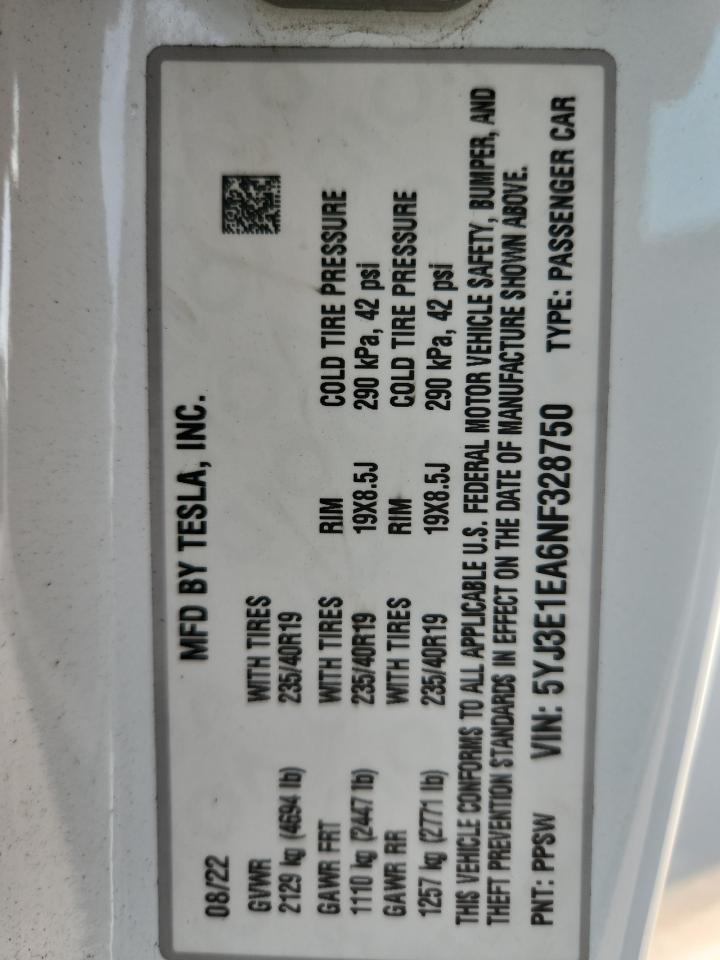 MFD BY TESLA, INC.
08/22
GVWR WITH TIRES
2129 kg (4694 lb) 235/40R19
GAWR FRT WITH TIRES RIM COLD TIRE PRESSURE
1110 kg (2447 lb) 235/40R19 19X8.5J 290 kPa, 42 psi
GAWR RR WITH TIRES RIM COLD TIRE PRESSURE
1257 kg (2771 lb) 235/40R19 19X8.5J 290 kPa, 42 psi
THIS VEHICLE CONFORMS TO ALL APPLICABLE U.S. FEDERAL MOTOR VEHICLE SAFETY, BUMPER, AND
THEFT PREVENTION STANDARDS IN EFFECT ON THE DATE OF MANUFACTURE SHOWN ABOVE.
PNT: PPSW VIN: 5YJ3E1EA6NF328750 TYPE: PASSENGER CAR